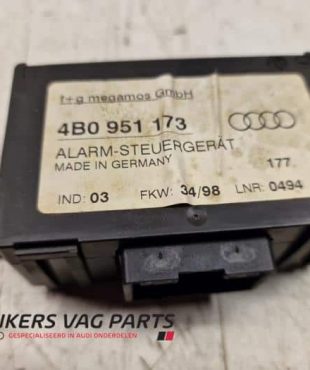 t+g megamos GmbH
4B0 951 173
ALARM-STEUERGERÄT
MADE IN GERMANY 177
IND: 03 FKW: 34/98 LNR: 0494
IJKERS VAG PARTS
GESPECIALISEERD IN AUDI ONDERDELEN